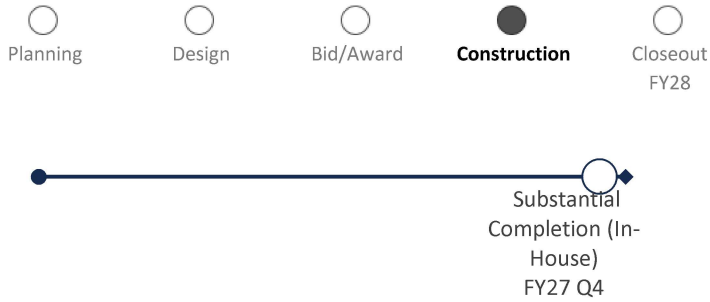 Planning Design Bid/Award Construction Closeout
FY28
Substantial
Completion (In-
House)
FY27 Q4